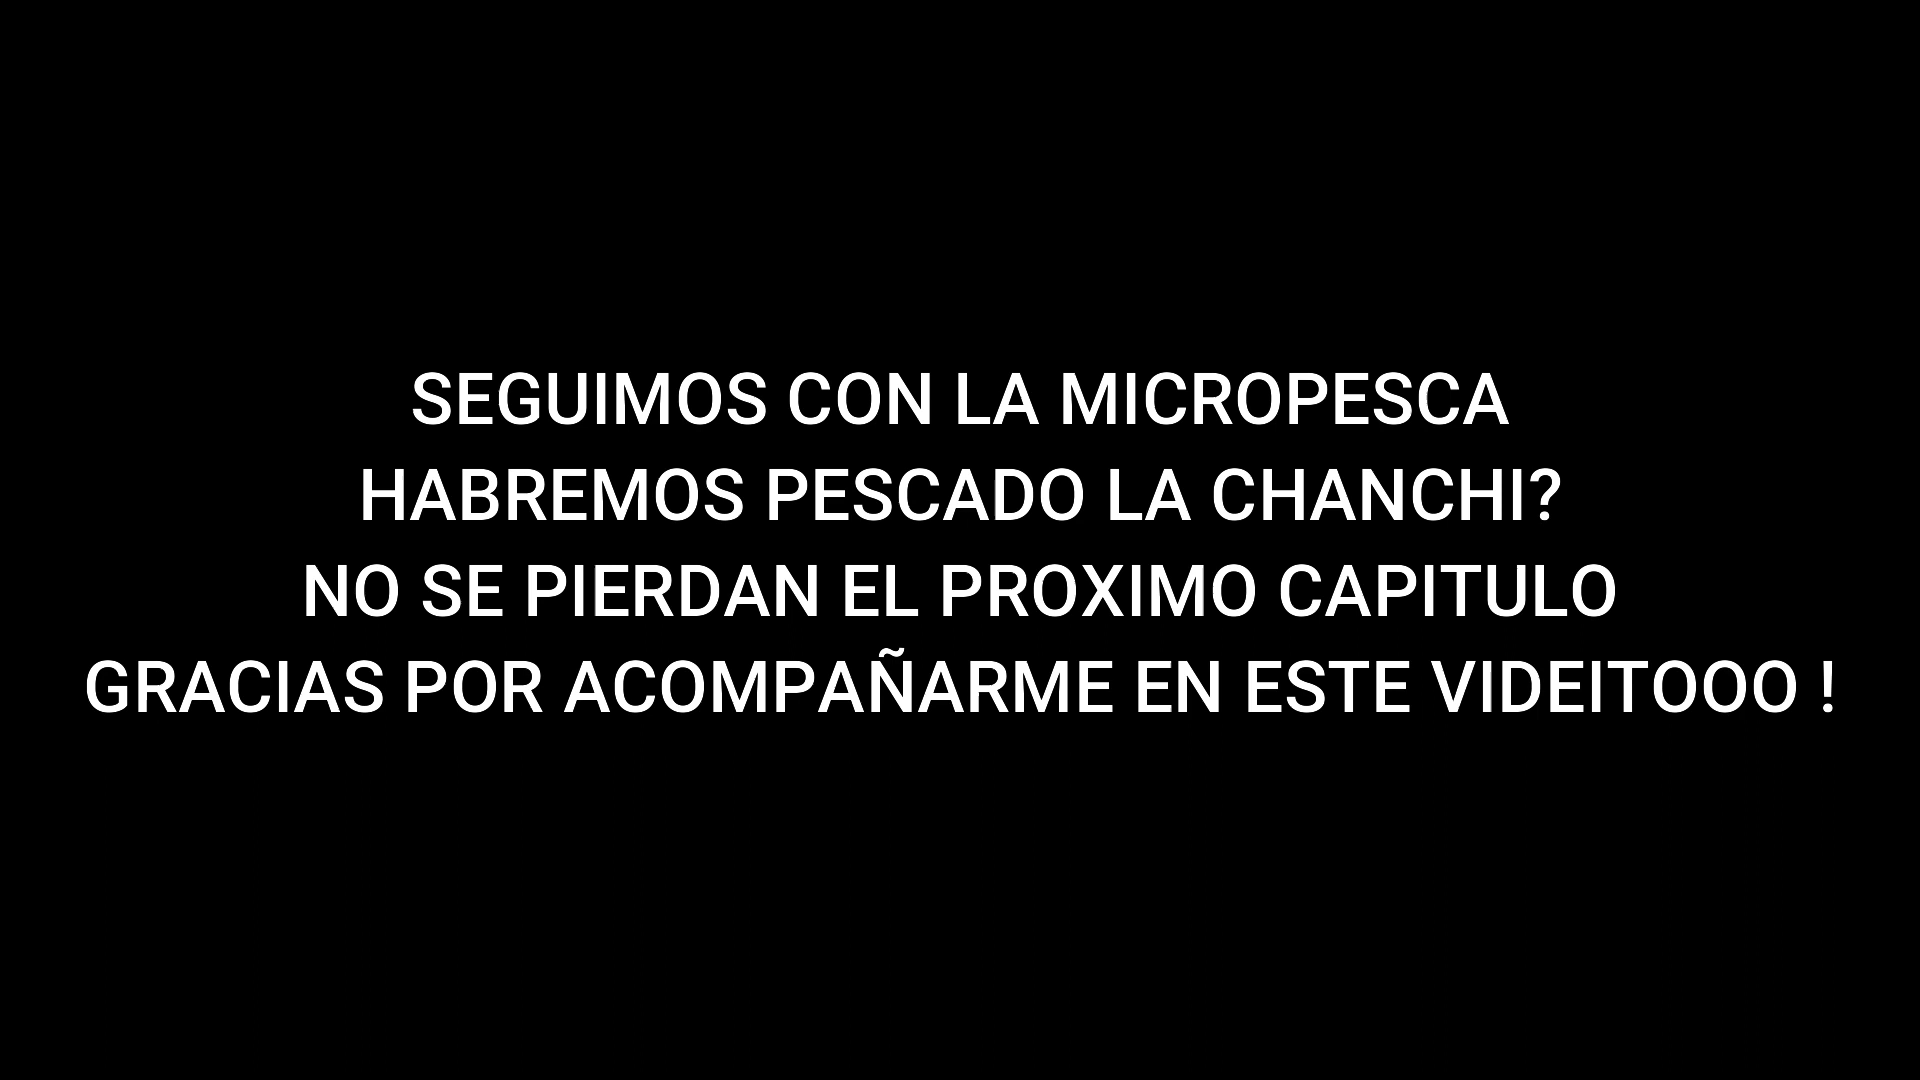 SEGUIMOS CON LA MICROPESCA
HABREMOS PESCADO LA CHANCHI?
NO SE PIERDAN EL PROXIMO CAPITULO
GRACIAS POR ACOMPAÑARME EN ESTE VIDEITOOO !